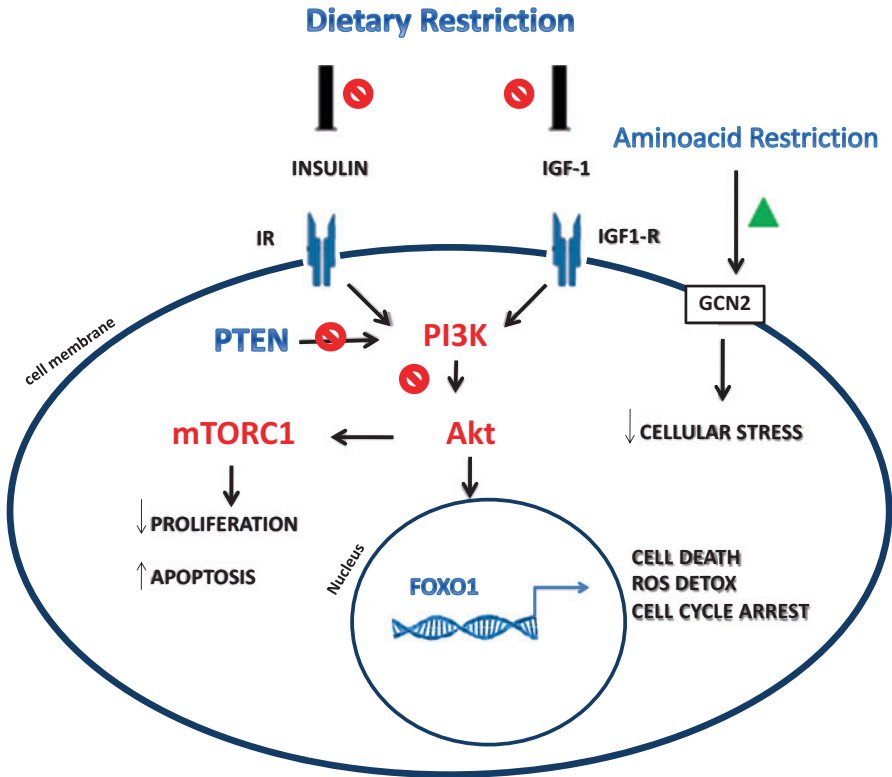 Dietary Restriction
Aminoacid Restriction
INSULIN
IGF-1
IR
IGF1-R
GCN2
cell membrane
PTEN
PI3K
mTORC1
Akt
↓ CELLULAR STRESS
↓ PROLIFERATION
↑ APOPTOSIS
Nucleus
FOXO1
CELL DEATH
ROS DETOX
CELL CYCLE ARREST